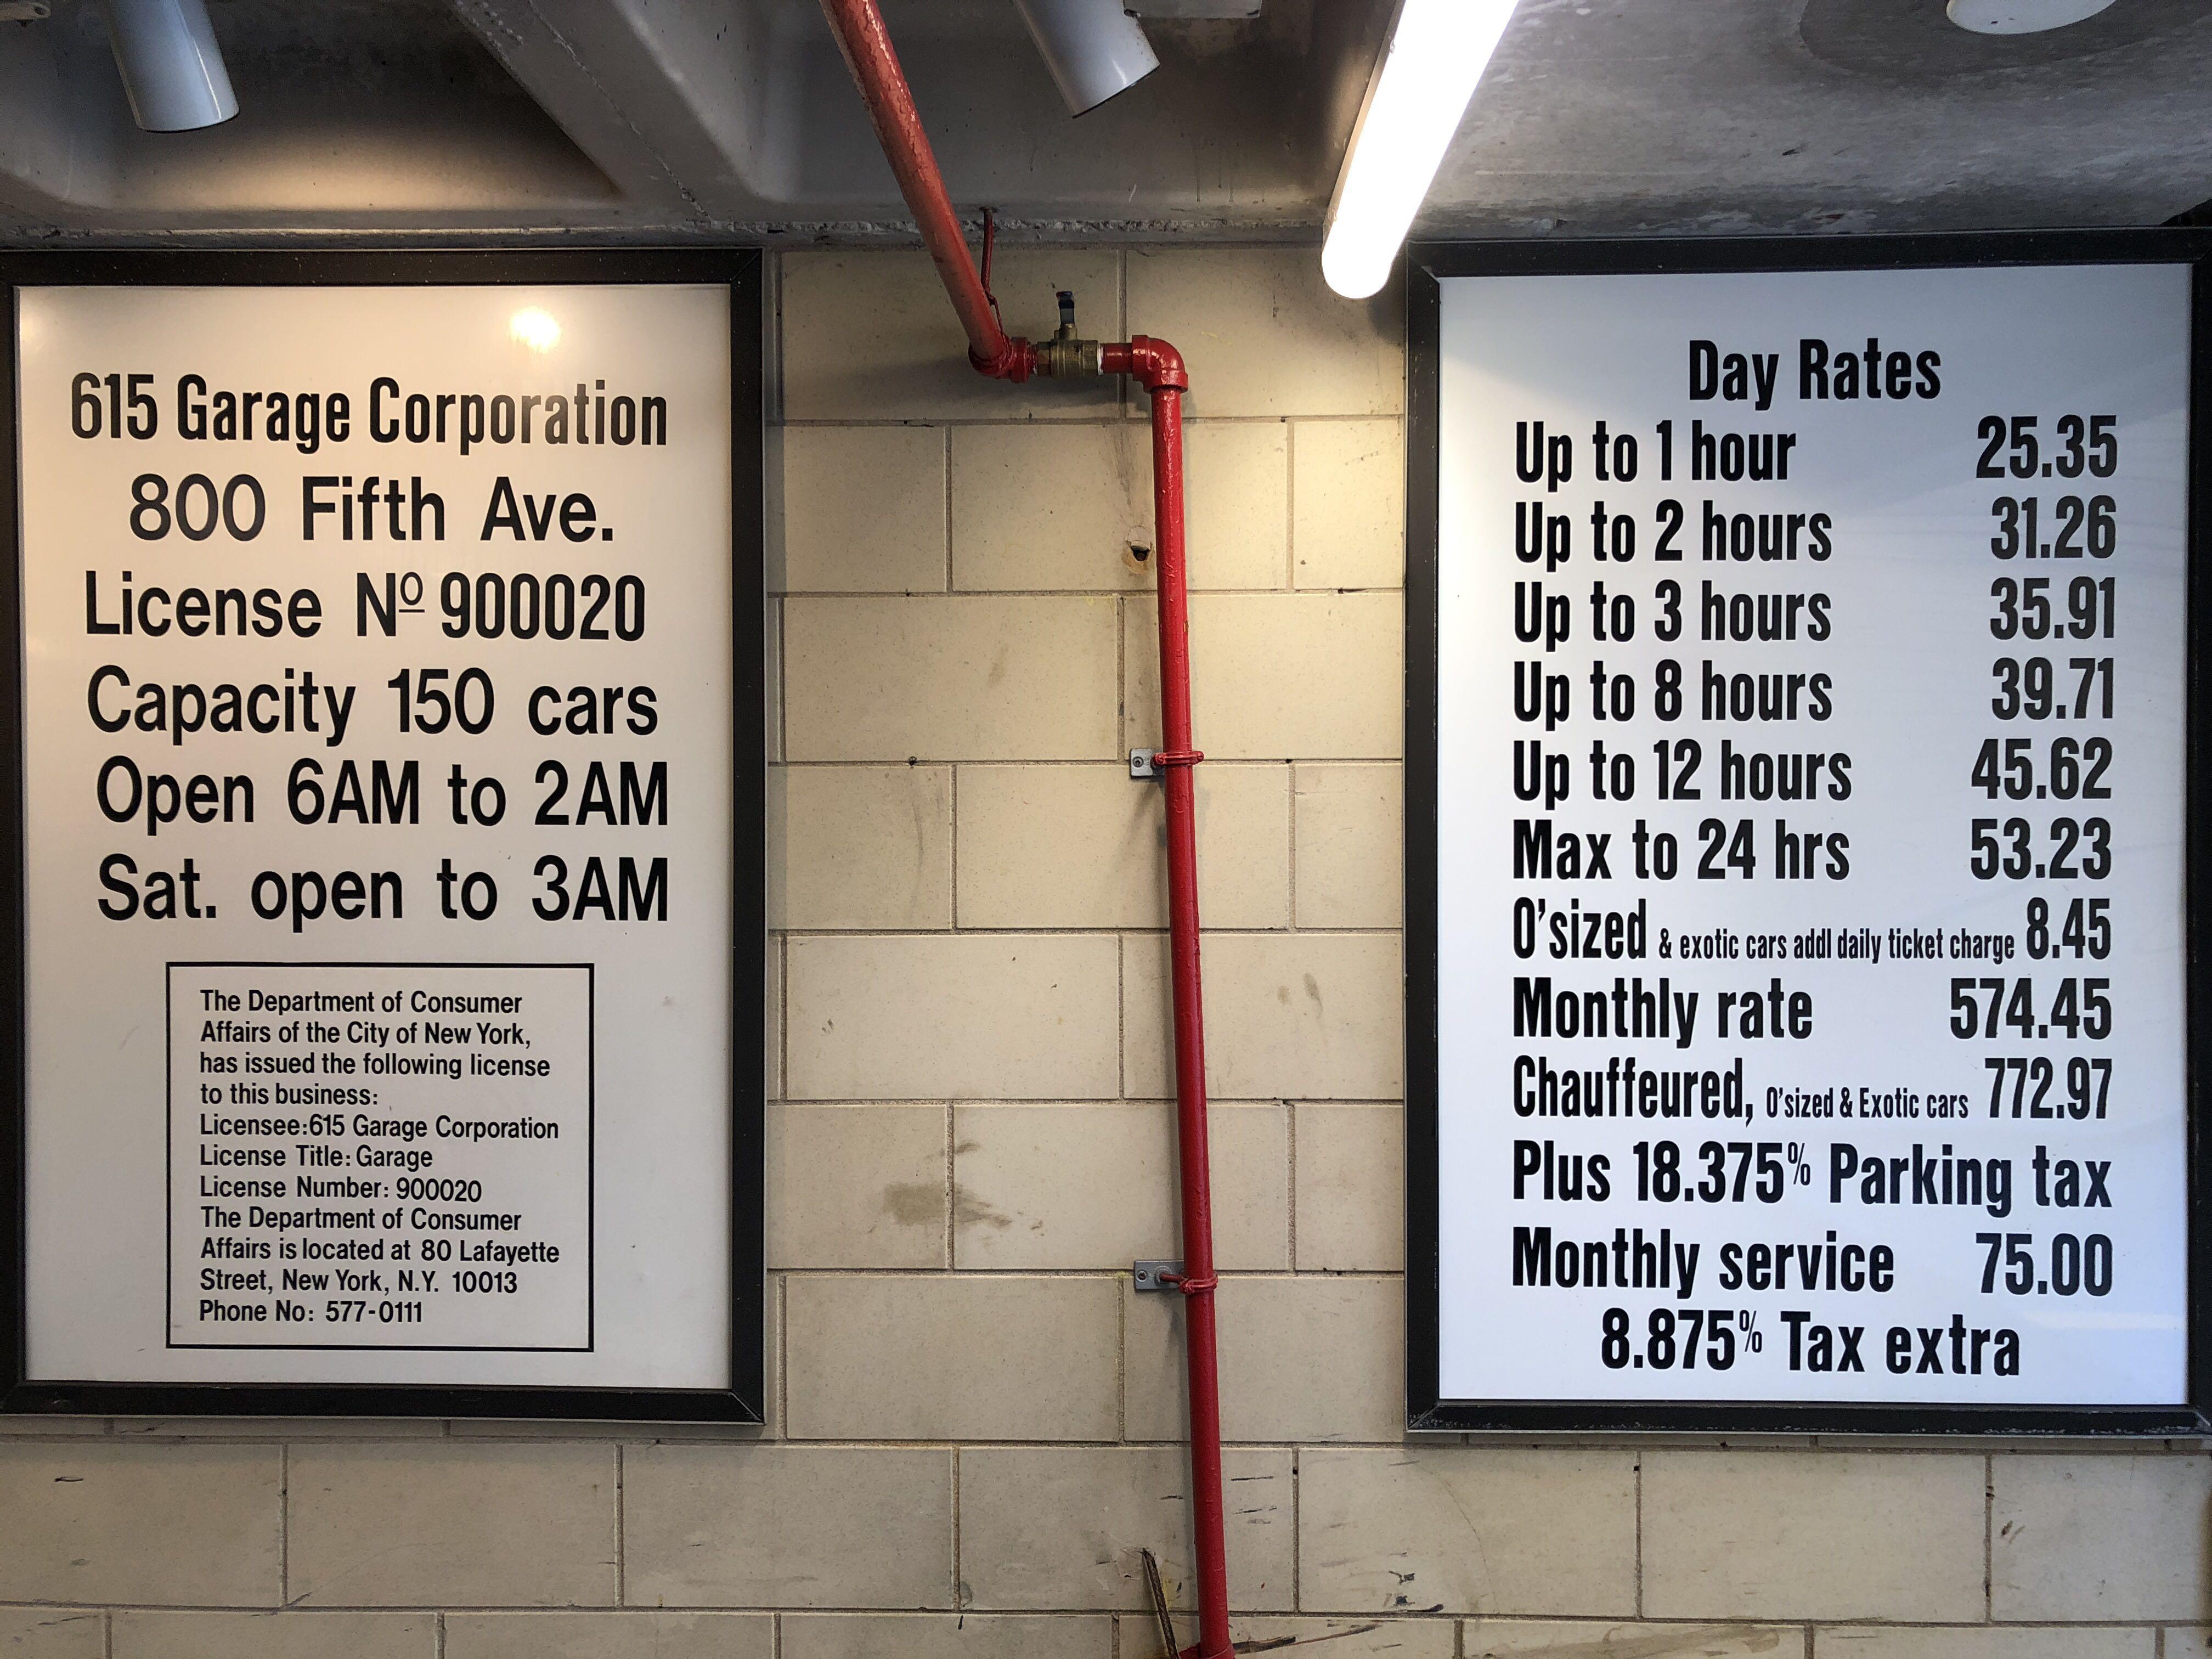 615 Garage Corporation
800 Fifth Ave.
License Nº 900020
Capacity 150 cars
Open 6AM to 2AM
Sat. open to 3AM
The Department of Consumer
Affairs of the City of New York,
has issued the following license
to this business:
Licensee:615 Garage Corporation
License Title: Garage
License Number: 900020
The Department of Consumer
Affairs is located at 80 Lafayette
Street, New York, N.Y. 10013
Phone No: 577-0111
Day Rates
Up to 1 hour 25.35
Up to 2 hours 31.26
Up to 3 hours 35.91
Up to 8 hours 39.71
Up to 12 hours 45.62
Max to 24 hrs 53.23
O'sized & exotic cars addl daily ticket charge 8.45
Monthly rate 574.45
Chauffeured, O'sized & Exotic cars 772.97
Plus 18.375% Parking tax
Monthly service 75.00
8.875% Tax extra